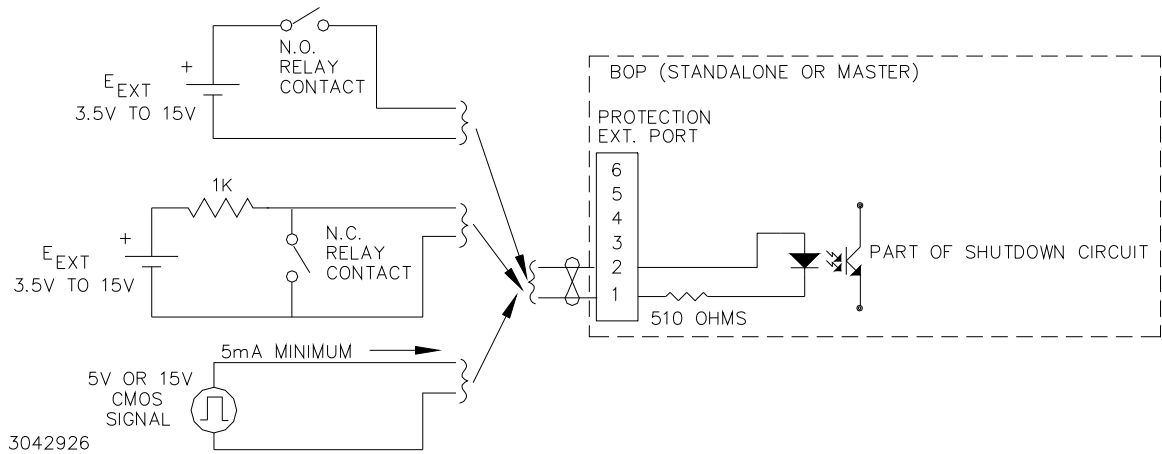 +
N.O.
RELAY
CONTACT
E EXT
3.5V TO 15V
1K
+
N.C.
RELAY
CONTACT
E EXT
3.5V TO 15V
5mA MINIMUM
5V OR 15V
CMOS
SIGNAL
3042926
BOP (STANDALONE OR MASTER)
PROTECTION
EXT. PORT
6
5
4
3
2
1
510 OHMS
PART OF SHUTDOWN CIRCUIT